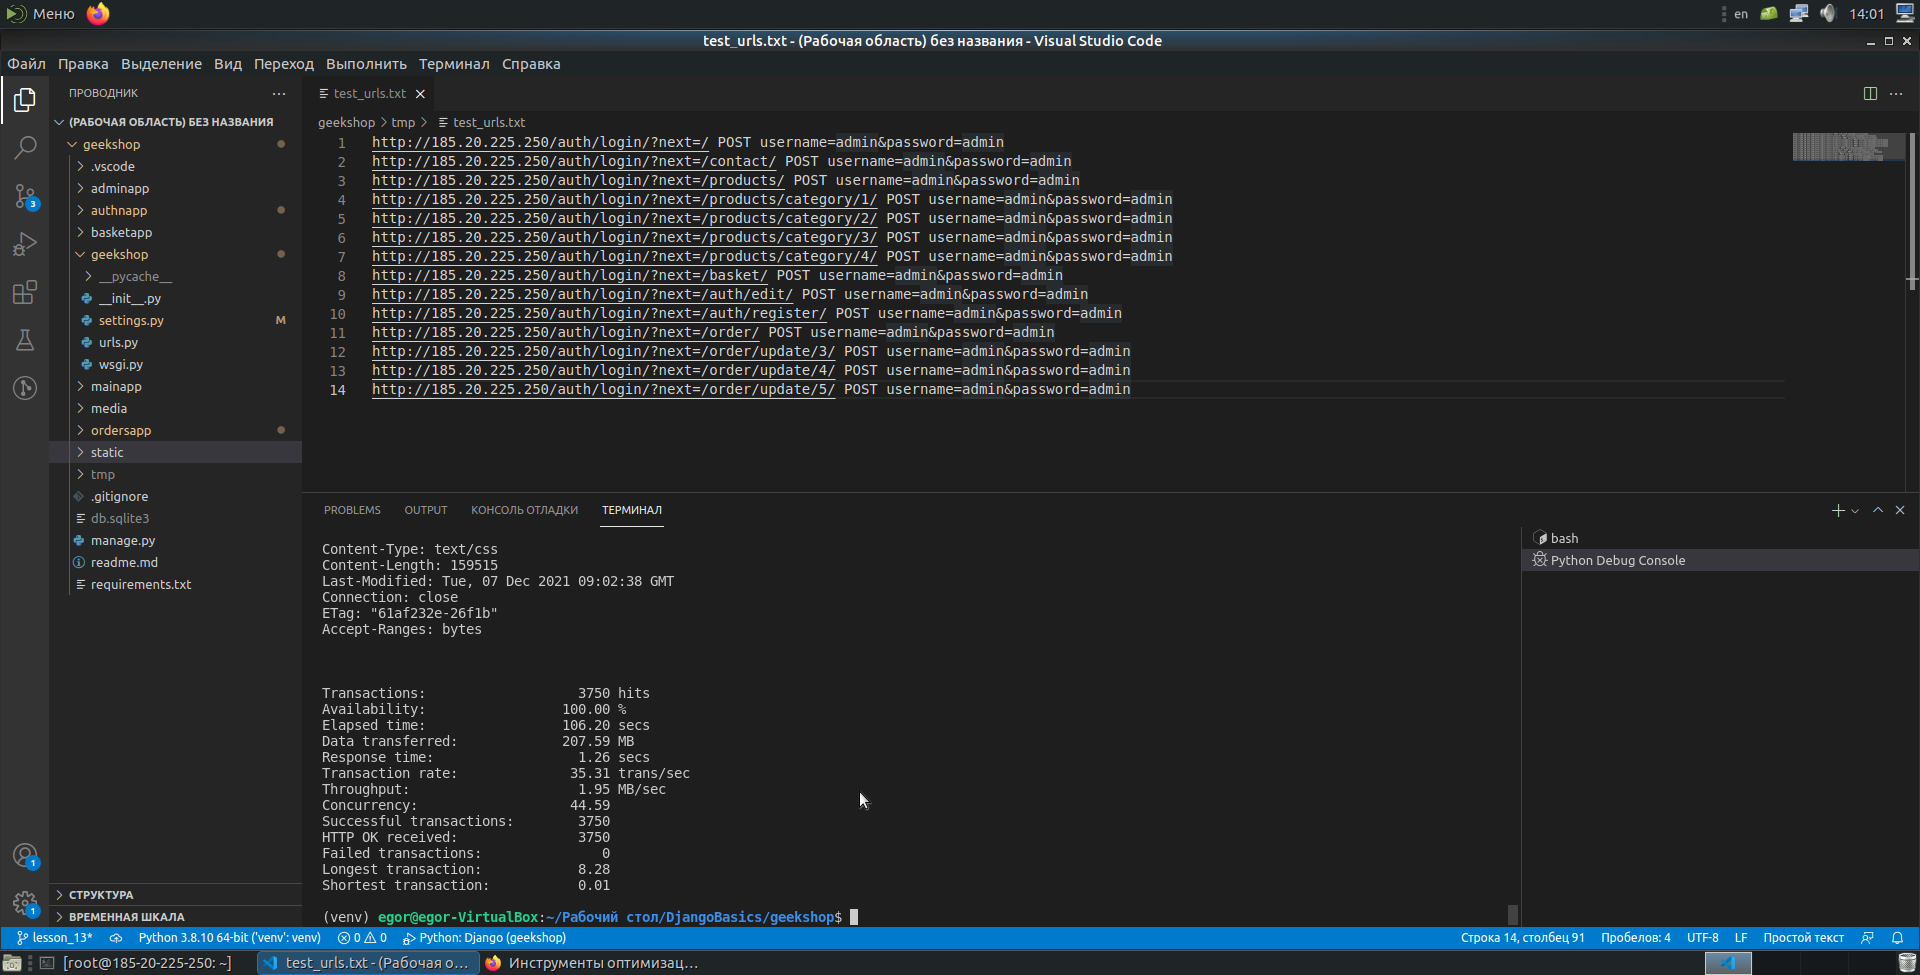 Меню
en
14:01
test_urls.txt - (Рабочая область) без названия - Visual Studio Code
Файл Правка Выделение Вид Переход Выполнить Терминал Справка
ПРОВОДНИК
(РАБОЧАЯ ОБЛАСТЬ) БЕЗ НАЗВАНИЯ
geekshop
.vscode
adminapp
authnapp
basketapp
geekshop
__pycache__
__init__.py
settings.py M
urls.py
wsgi.py
mainapp
media
ordersapp
static
tmp
.gitignore
db.sqlite3
manage.py
readme.md
requirements.txt
СТРУКТУРА
ВРЕМЕННАЯ ШКАЛА
3
1
1
test_urls.txt
geekshop > tmp > test_urls.txt
1 http://185.20.225.250/auth/login/?next=/ POST username=admin&password=admin
2 http://185.20.225.250/auth/login/?next=/contact/ POST username=admin&password=admin
3 http://185.20.225.250/auth/login/?next=/products/ POST username=admin&password=admin
4 http://185.20.225.250/auth/login/?next=/products/category/1/ POST username=admin&password=admin
5 http://185.20.225.250/auth/login/?next=/products/category/2/ POST username=admin&password=admin
6 http://185.20.225.250/auth/login/?next=/products/category/3/ POST username=admin&password=admin
7 http://185.20.225.250/auth/login/?next=/products/category/4/ POST username=admin&password=admin
8 http://185.20.225.250/auth/login/?next=/basket/ POST username=admin&password=admin
9 http://185.20.225.250/auth/login/?next=/auth/edit/ POST username=admin&password=admin
10 http://185.20.225.250/auth/login/?next=/auth/register/ POST username=admin&password=admin
11 http://185.20.225.250/auth/login/?next=/order/ POST username=admin&password=admin
12 http://185.20.225.250/auth/login/?next=/order/update/3/ POST username=admin&password=admin
13 http://185.20.225.250/auth/login/?next=/order/update/4/ POST username=admin&password=admin
14 http://185.20.225.250/auth/login/?next=/order/update/5/ POST username=admin&password=admin
PROBLEMS OUTPUT КОНСОЛЬ ОТЛАДКИ ТЕРМИНАЛ
Content-Type: text/css
Content-Length: 159515
Last-Modified: Tue, 07 Dec 2021 09:02:38 GMT
Connection: close
ETag: "61af232e-26f1b"
Accept-Ranges: bytes
Transactions: 3750 hits
Availability: 100.00 %
Elapsed time: 106.20 secs
Data transferred: 207.59 MB
Response time: 1.26 secs
Transaction rate: 35.31 trans/sec
Throughput: 1.95 MB/sec
Concurrency: 44.59
Successful transactions: 3750
HTTP OK received: 3750
Failed transactions: 0
Longest transaction: 8.28
Shortest transaction: 0.01
(venv) egor@egor-VirtualBox:~/Рабочий стол/DjangoBasics/geekshop$
bash
Python Debug Console
lesson_13* Python 3.8.10 64-bit ('venv': venv) 0 0 Python: Django (geekshop) Строка 14, столбец 91 Пробелов: 4 UTF-8 LF Простой текст
[root@185-20-225-250: ~] test_urls.txt - (Рабочая о... Инструменты оптимизац...